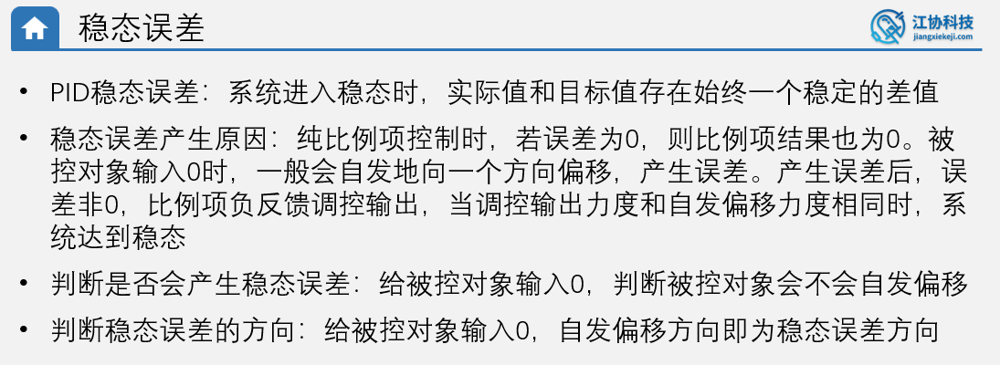 稳态误差
江协科技
jiangxiekeji.com
• PID稳态误差：系统进入稳态时，实际值和目标值存在始终一个稳定的差值
• 稳态误差产生原因：纯比例项控制时，若误差为0，则比例项结果也为0。被
控对象输入0时，一般会自发地向一个方向偏移，产生误差。产生误差后，误
差非0，比例项负反馈调控输出，当调控输出力度和自发偏移力度相同时，系
统达到稳态
• 判断是否会产生稳态误差：给被控对象输入0，判断被控对象会不会自发偏移
• 判断稳态误差的方向：给被控对象输入0，自发偏移方向即为稳态误差方向